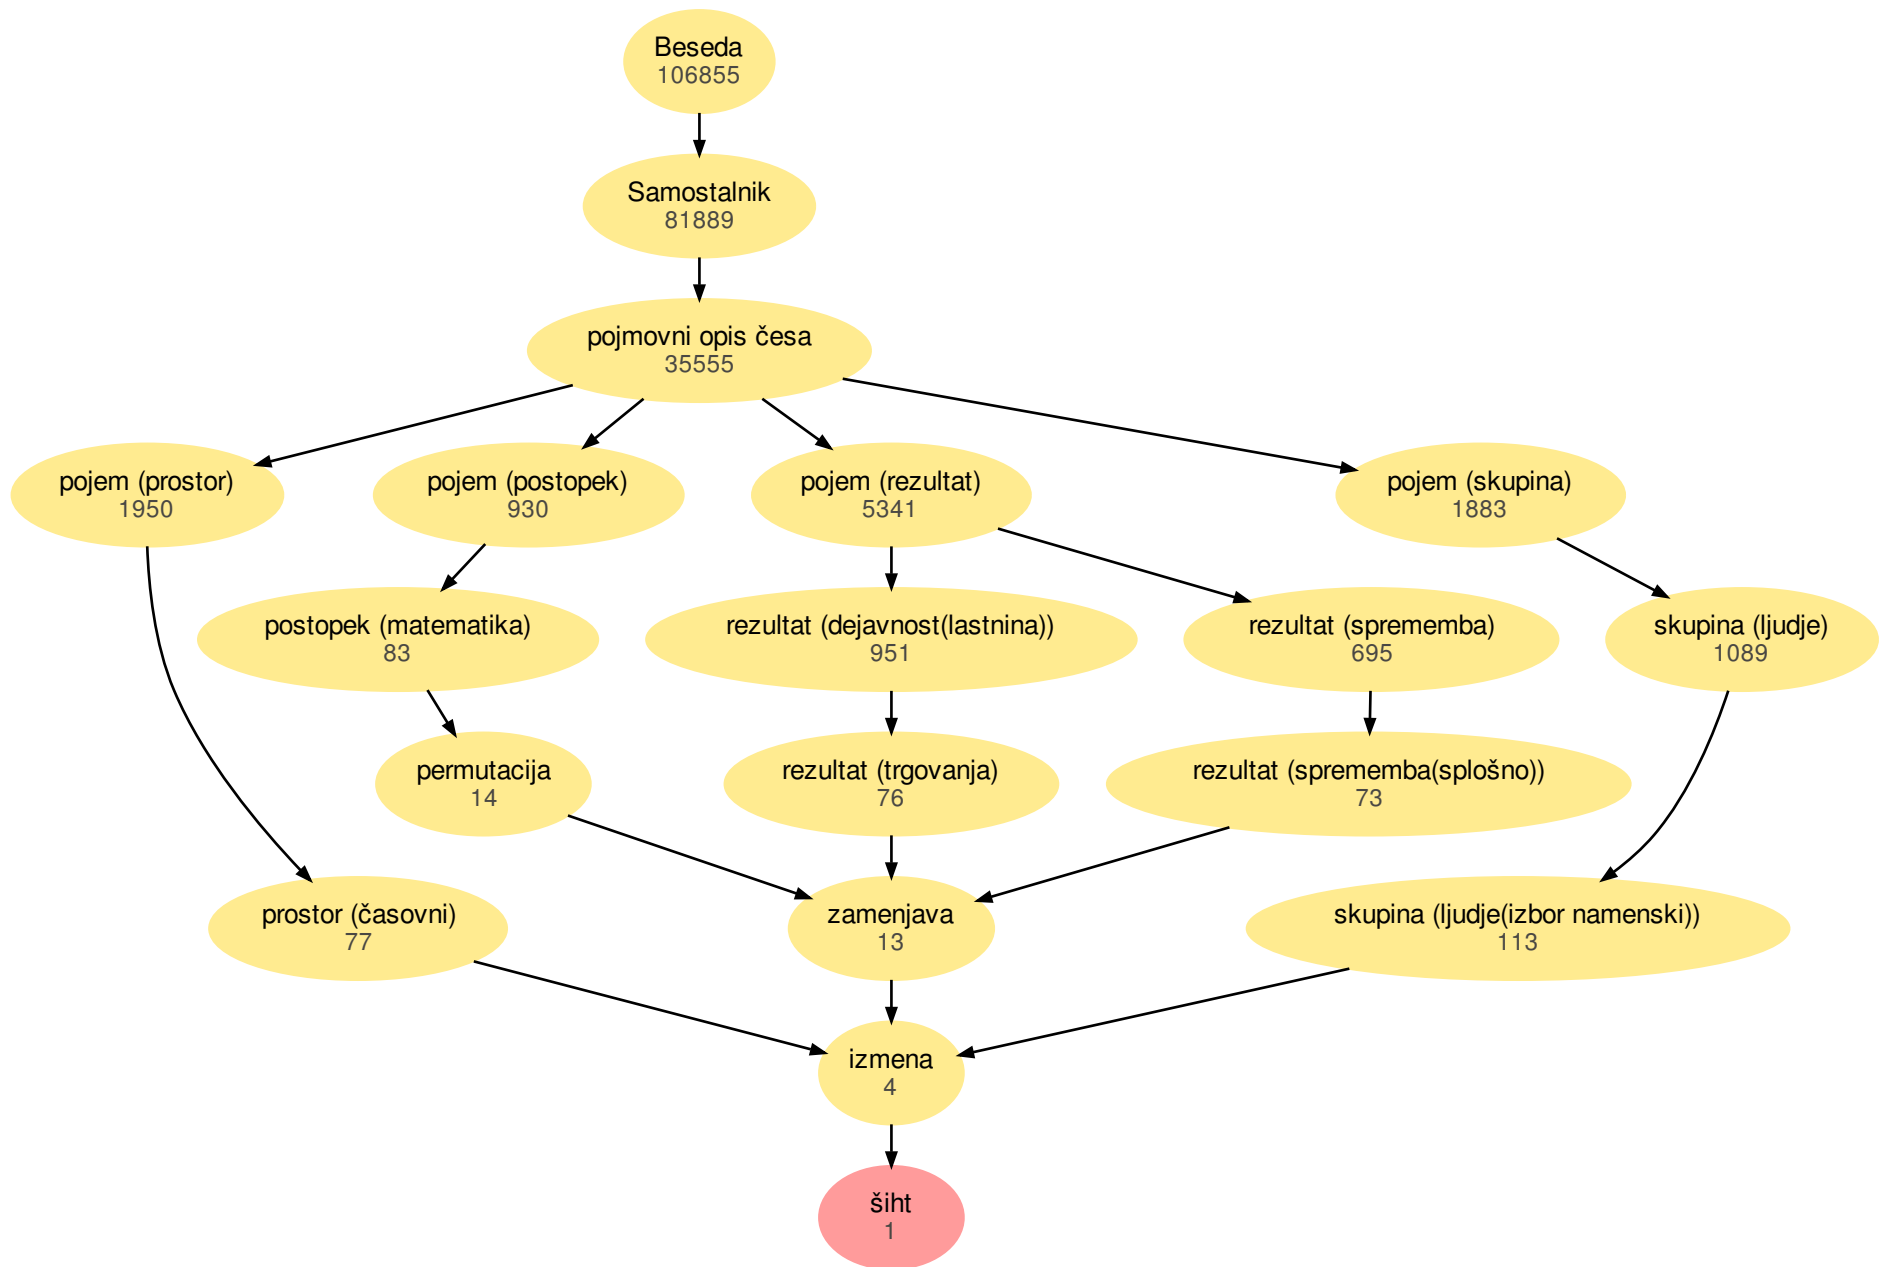 Beseda
106855
Samostalnik
81889
pojmovni opis česa
35555
pojem (prostor)
1950
pojem (postopek)
930
pojem (rezultat)
5341
pojem (skupina)
1883
postopek (matematika)
83
rezultat (dejavnost(lastnina))
951
rezultat (sprememba)
695
skupina (ljudje)
1089
permutacija
14
rezultat (trgovanja)
76
rezultat (sprememba(splošno))
73
prostor (časovni)
77
zamenjava
13
skupina (ljudje(izbor namenski))
113
izmena
4
šiht
1